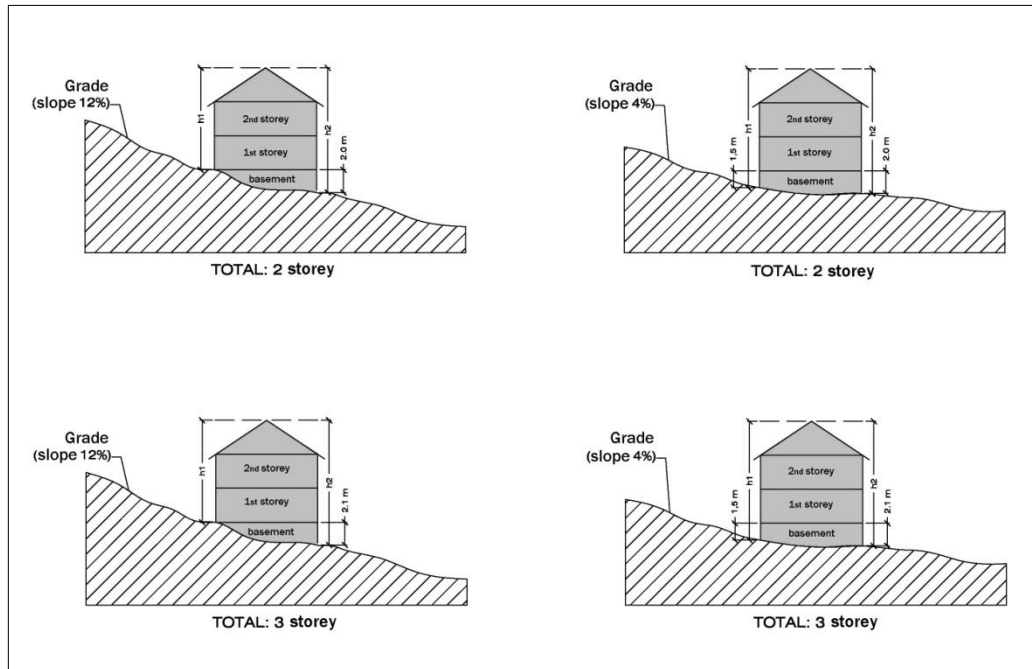 Grade
(slope 12%)
h1
2nd storey
1st storey
basement
h2
2.0 m
TOTAL: 2 storey
Grade
(slope 4%)
1,5 m
h1
2nd storey
1st storey
basement
h2
2.0 m
TOTAL: 2 storey
Grade
(slope 12%)
h1
2nd storey
1st storey
basement
h2
2.1 m
TOTAL: 3 storey
Grade
(slope 4%)
1,5 m
h1
2nd storey
1st storey
basement
h2
2.1 m
TOTAL: 3 storey